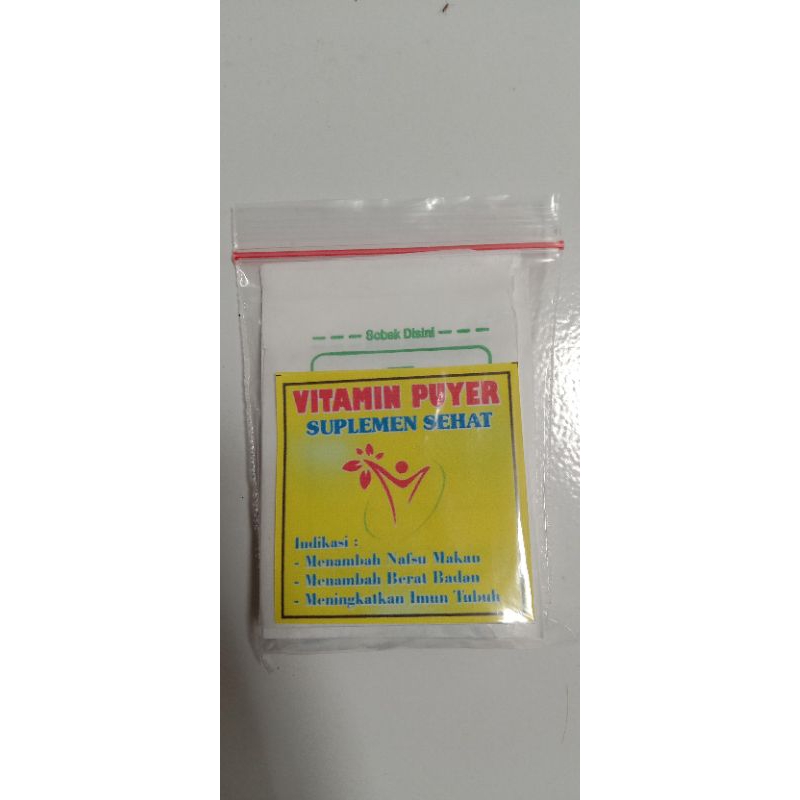 Sobek Disini
VITAMIN PUYER
SUPLEMEN SEHAT
Indikasi :
- Menambah Nafsu Makan
- Menambah Berat Badan
- Meningkatkan Imun Tubuh